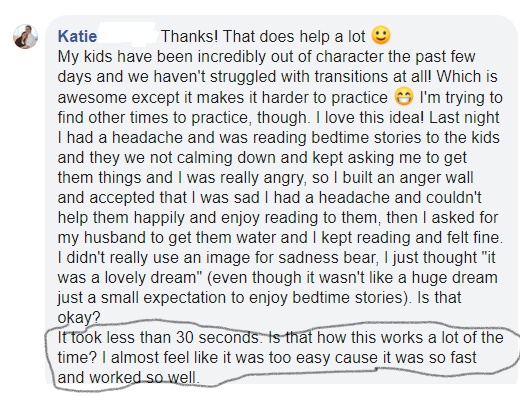 Katie Thanks! That does help a lot 🙂
My kids have been incredibly out of character the past few
days and we haven't struggled with transitions at all! Which is
awesome except it makes it harder to practice 😁 I'm trying to
find other times to practice, though. I love this idea! Last night
I had a headache and was reading bedtime stories to the kids
and they we not calming down and kept asking me to get
them things and I was really angry, so I built an anger wall
and accepted that I was sad I had a headache and couldn't
help them happily and enjoy reading to them, then I asked for
my husband to get them water and I kept reading and felt fine.
I didn't really use an image for sadness bear, I just thought "it
was a lovely dream" (even though it wasn't like a huge dream
just a small expectation to enjoy bedtime stories). Is that
okay?
It took less than 30 seconds. Is that how this works a lot of the
time? I almost feel like it was too easy cause it was so fast
and worked so well.